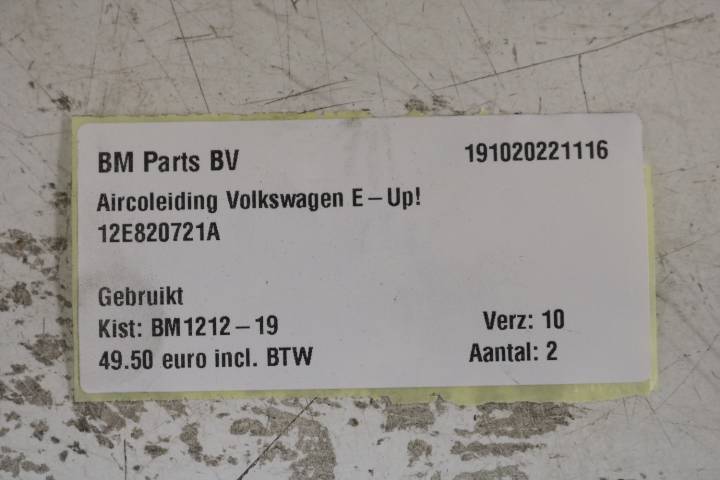 BM Parts BV 191020221116
Aircoleiding Volkswagen E-Up!
12E820721A
Gebruikt
Kist: BM1212-19 Verz: 10
49.50 euro incl. BTW Aantal: 2